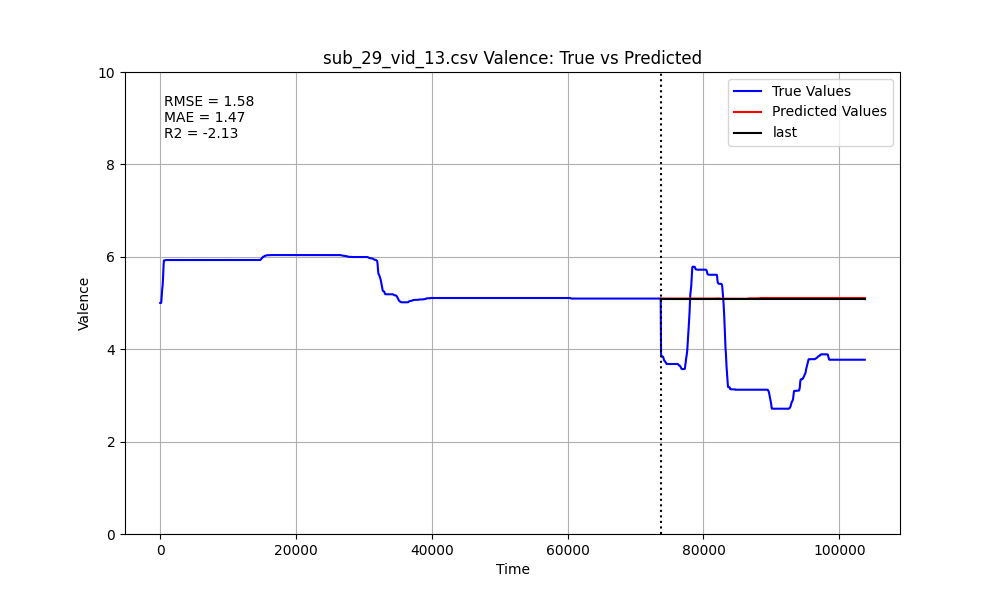 sub_29_vid_13.csv Valence: True vs Predicted
RMSE = 1.58
MAE = 1.47
R2 = -2.13
True Values
Predicted Values
last
10
8
6
4
2
0
Valence
0
20000
40000
60000
80000
100000
Time